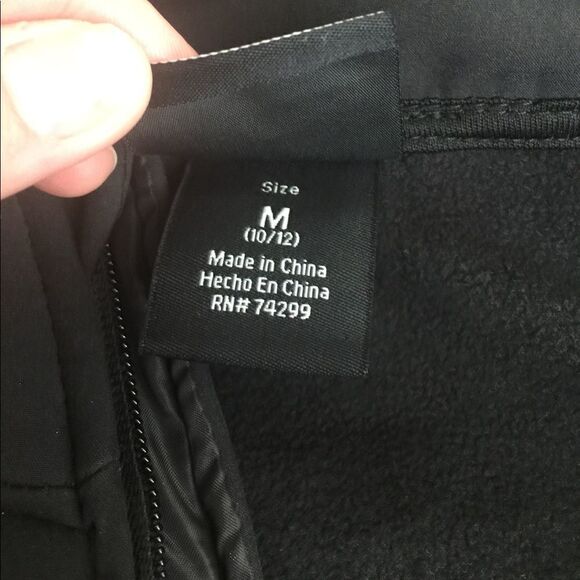 Size
M
(10/12)
Made in China
Hecho En China
RN# 74299